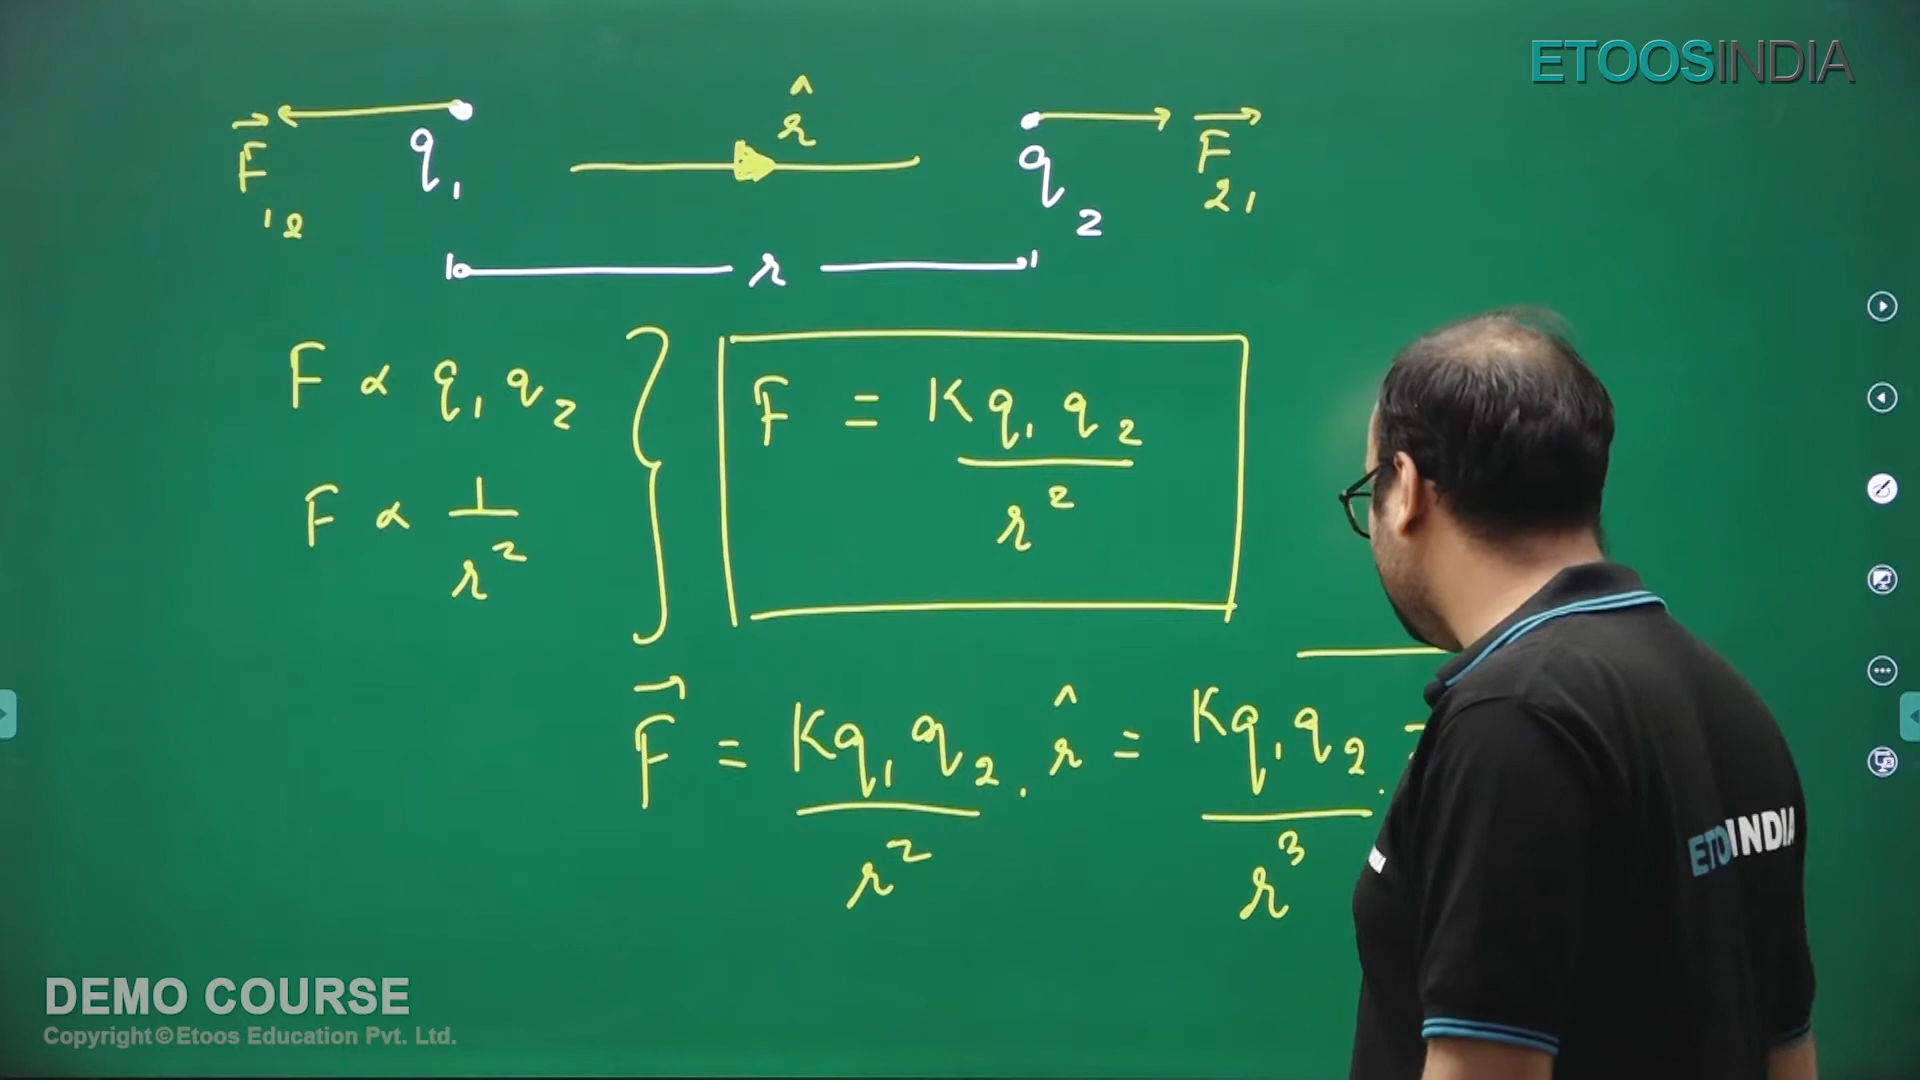 ETOOSINDIA
r̂
F⃗₁₂ q₁ q₂ F⃗₂₁
r
F ∝ q₁q₂
F = Kq₁q₂/r²
F ∝ 1/r²
F⃗ = Kq₁q₂/r² . r̂ = Kq₁q₂/r³ .
ETOOINDIA
DEMO COURSE
Copyright©Etoos Education Pvt. Ltd.